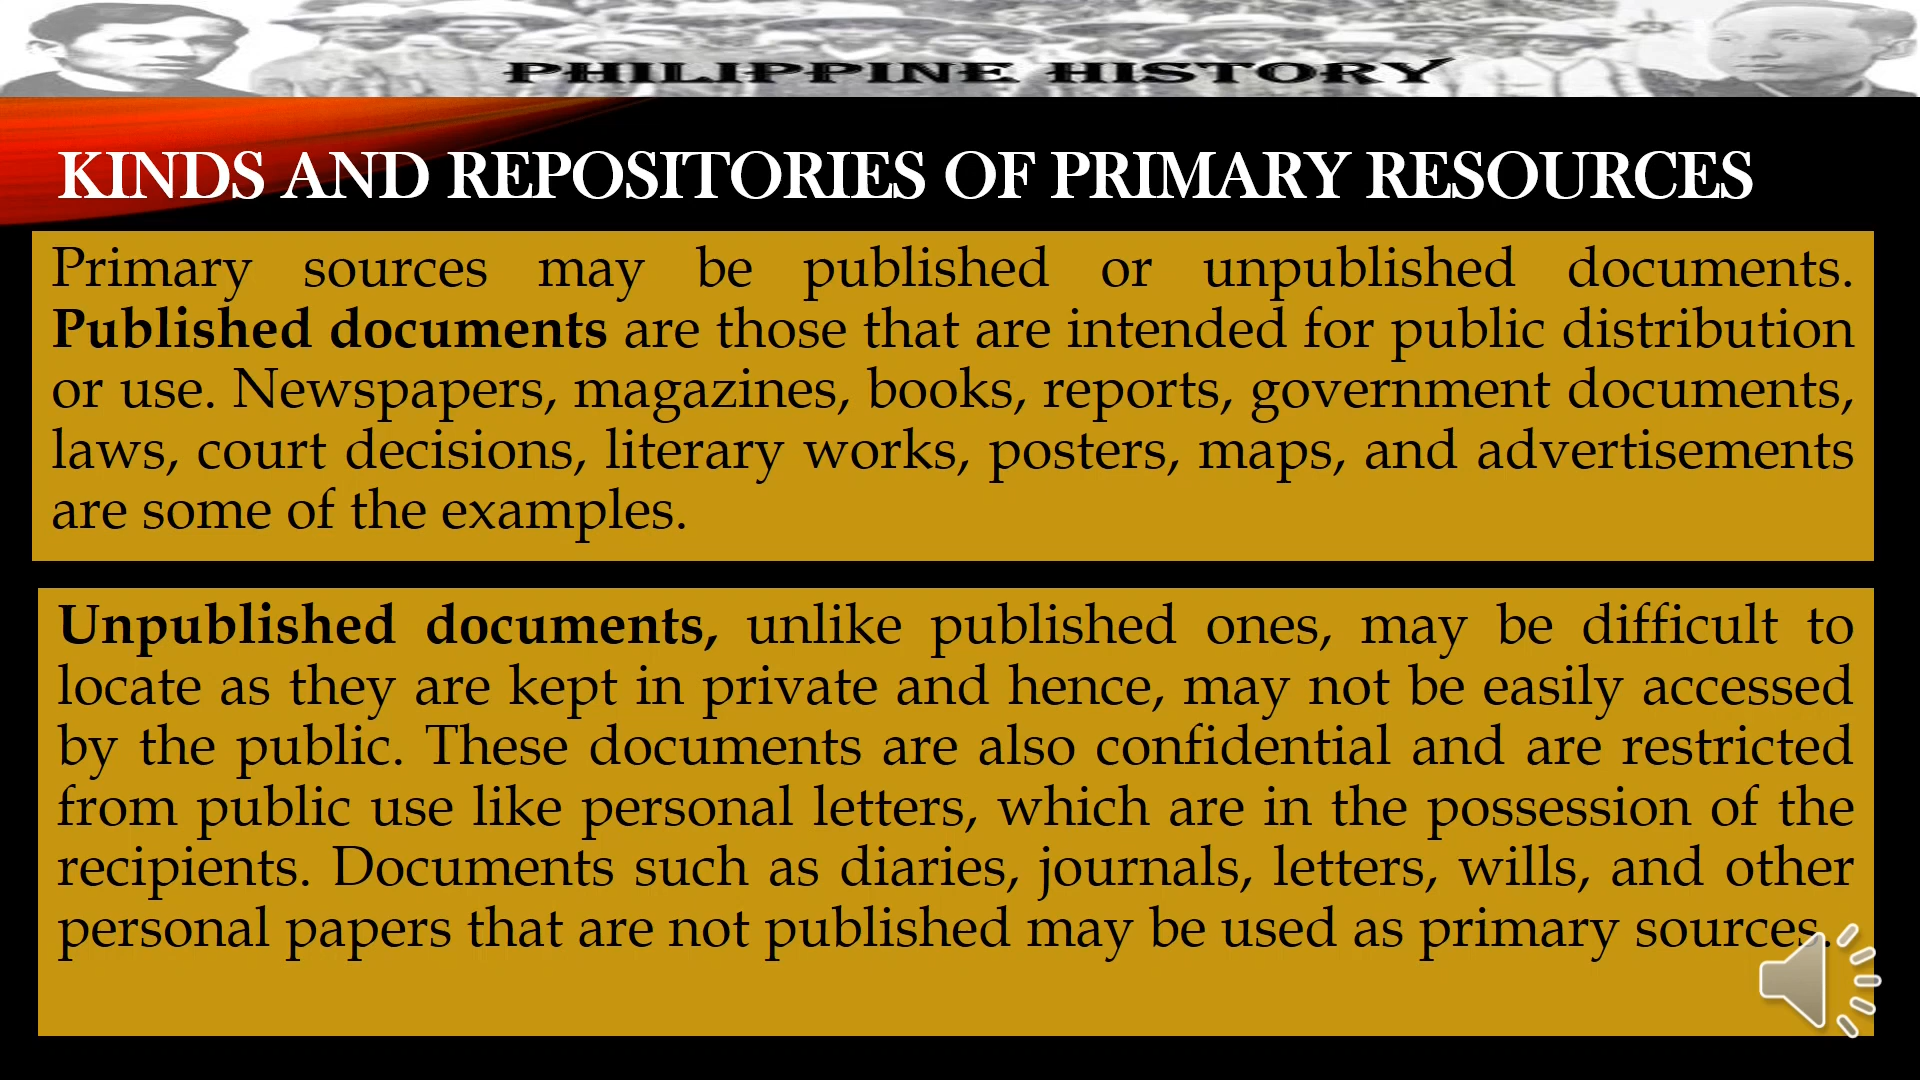 PHILIPPINE HISTORY
KINDS AND REPOSITORIES OF PRIMARY RESOURCES
Primary sources may be published or unpublished documents.
Published documents are those that are intended for public distribution
or use. Newspapers, magazines, books, reports, government documents,
laws, court decisions, literary works, posters, maps, and advertisements
are some of the examples.
Unpublished documents, unlike published ones, may be difficult to
locate as they are kept in private and hence, may not be easily accessed
by the public. These documents are also confidential and are restricted
from public use like personal letters, which are in the possession of the
recipients. Documents such as diaries, journals, letters, wills, and other
personal papers that are not published may be used as primary sources.